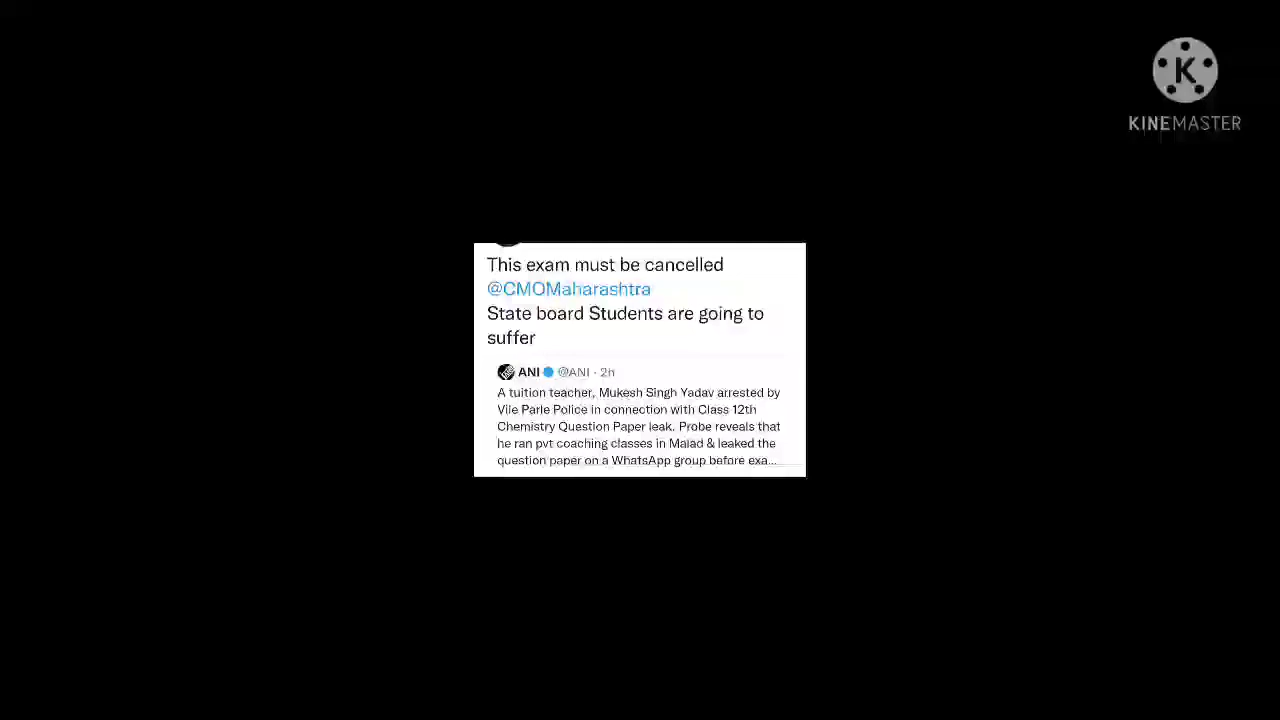 K
KINEMASTER
This exam must be cancelled
@CMOMaharashtra
State board Students are going to
suffer
ANI @ANI · 2h
A tuition teacher, Mukesh Singh Yadav arrested by
Vile Parle Police in connection with Class 12th
Chemistry Question Paper leak. Probe reveals that
he ran pvt coaching classes in Malad & leaked the
question paper on a WhatsApp group before exa...